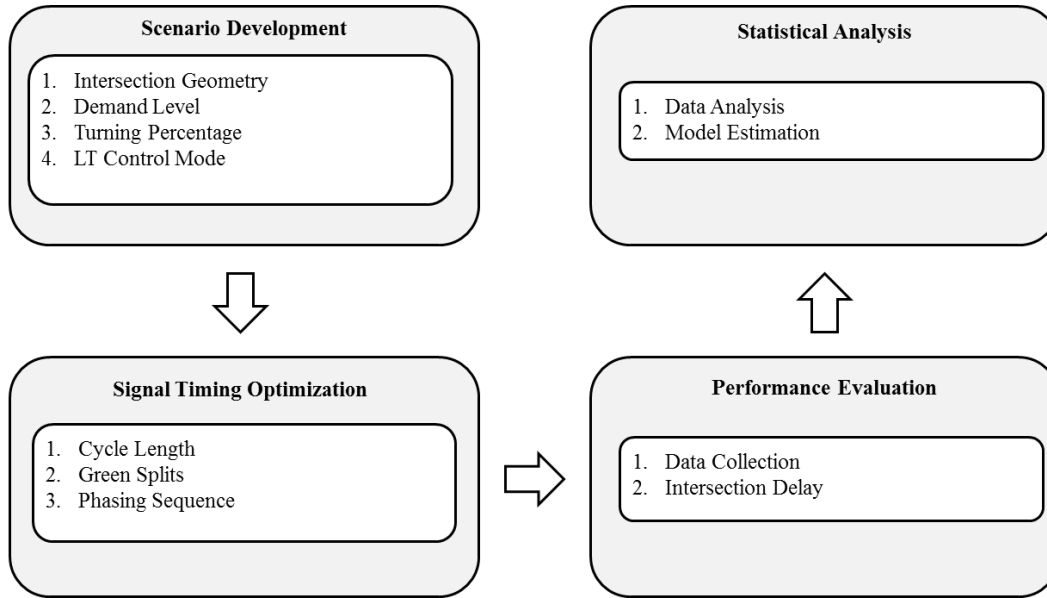 Scenario Development
1. Intersection Geometry
2. Demand Level
3. Turning Percentage
4. LT Control Mode
Signal Timing Optimization
1. Cycle Length
2. Green Splits
3. Phasing Sequence
Performance Evaluation
1. Data Collection
2. Intersection Delay
Statistical Analysis
1. Data Analysis
2. Model Estimation